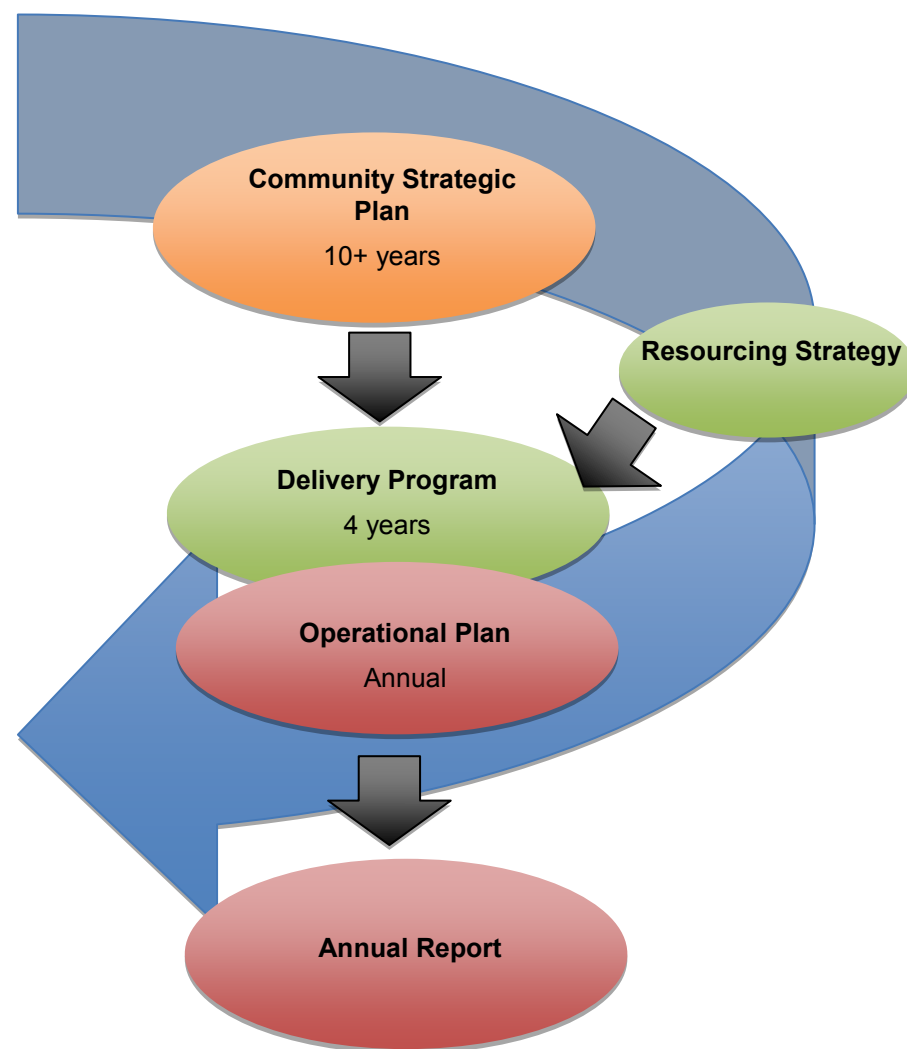 Community Strategic
Plan
10+ years
Resourcing Strategy
Delivery Program
4 years
Operational Plan
Annual
Annual Report